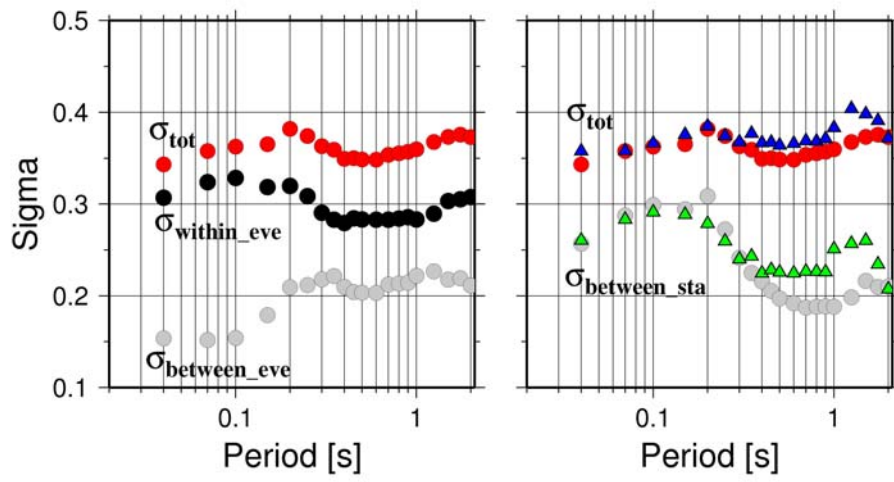 0.5
0.4
0.3
0.2
0.1
Sigma
σtot
σwithin_eve
σbetween_eve
0.1
1
Period [s]
σtot
σbetween_sta
0.1
1
Period [s]